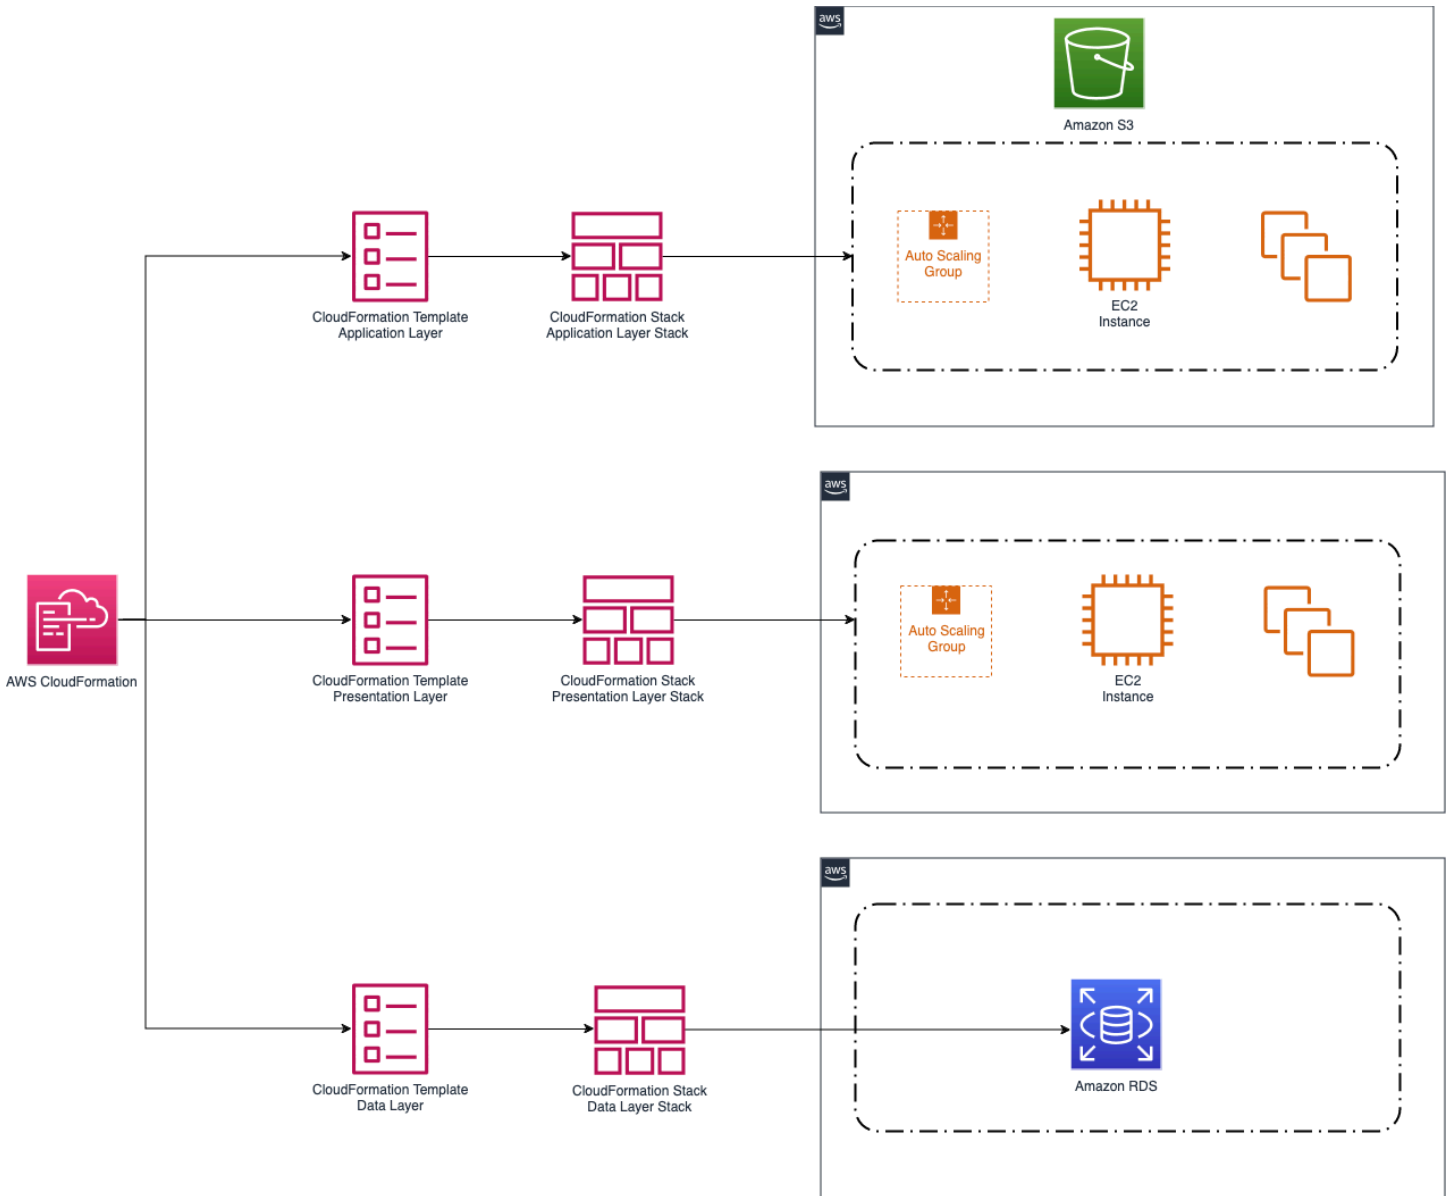 aws
Amazon S3
Auto Scaling
Group
EC2
Instance
CloudFormation Template
Application Layer
CloudFormation Stack
Application Layer Stack
aws
Auto Scaling
Group
EC2
Instance
AWS CloudFormation
CloudFormation Template
Presentation Layer
CloudFormation Stack
Presentation Layer Stack
aws
Amazon RDS
CloudFormation Template
Data Layer
CloudFormation Stack
Data Layer Stack